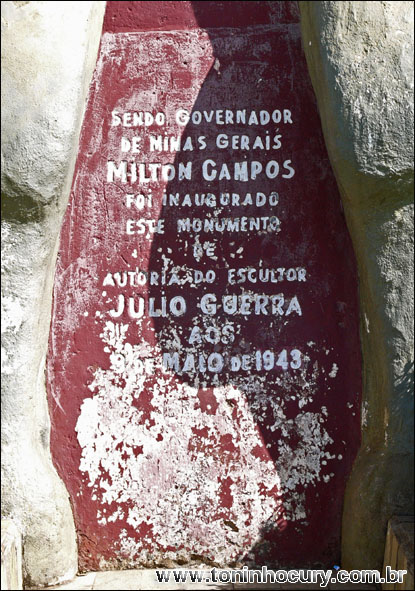 SENDO GOVERNADOR
DE MINAS GERAIS
MILTON CAMPOS
FOI INAUGURADO
ESTE MONUMENTO
DE
AUTORIA DO ESCULTOR
JULIO GUERRA
AOS
DE MAIO DE 1943
www.toninhocury.com.br